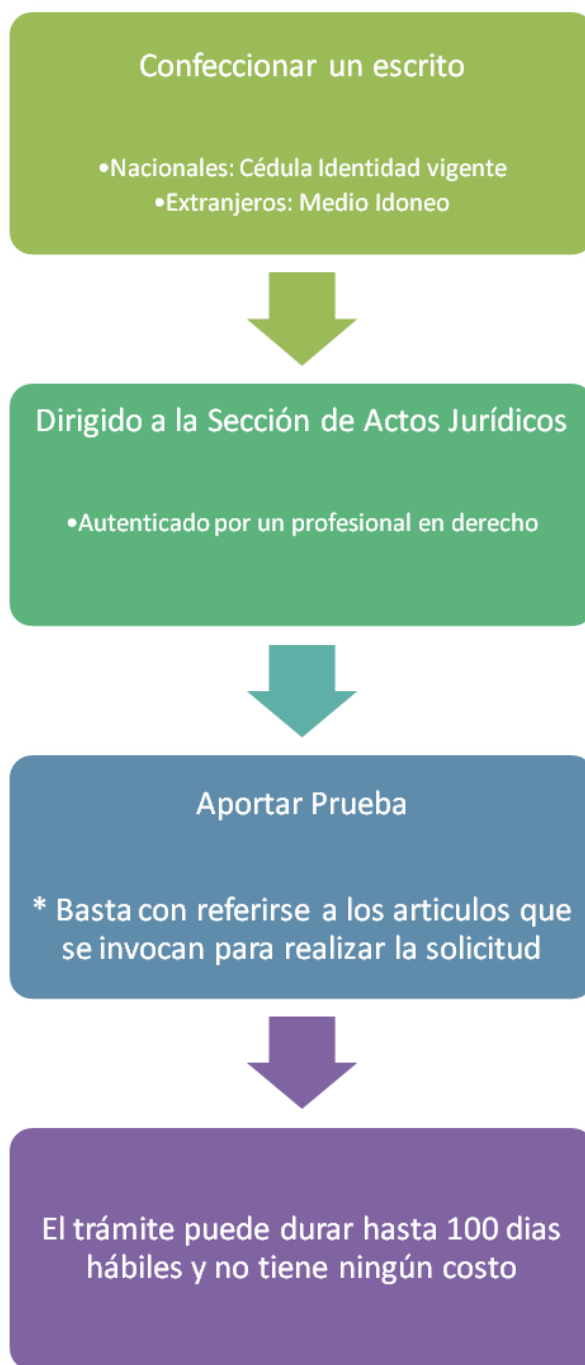 Confeccionar un escrito
•Nacionales: Cédula Identidad vigente
•Extranjeros: Medio Idoneo
Dirigido a la Sección de Actos Jurídicos
•Autenticado por un profesional en derecho
Aportar Prueba
* Basta con referirse a los articulos que
se invocan para realizar la solicitud
El trámite puede durar hasta 100 dias
hábiles y no tiene ningún costo